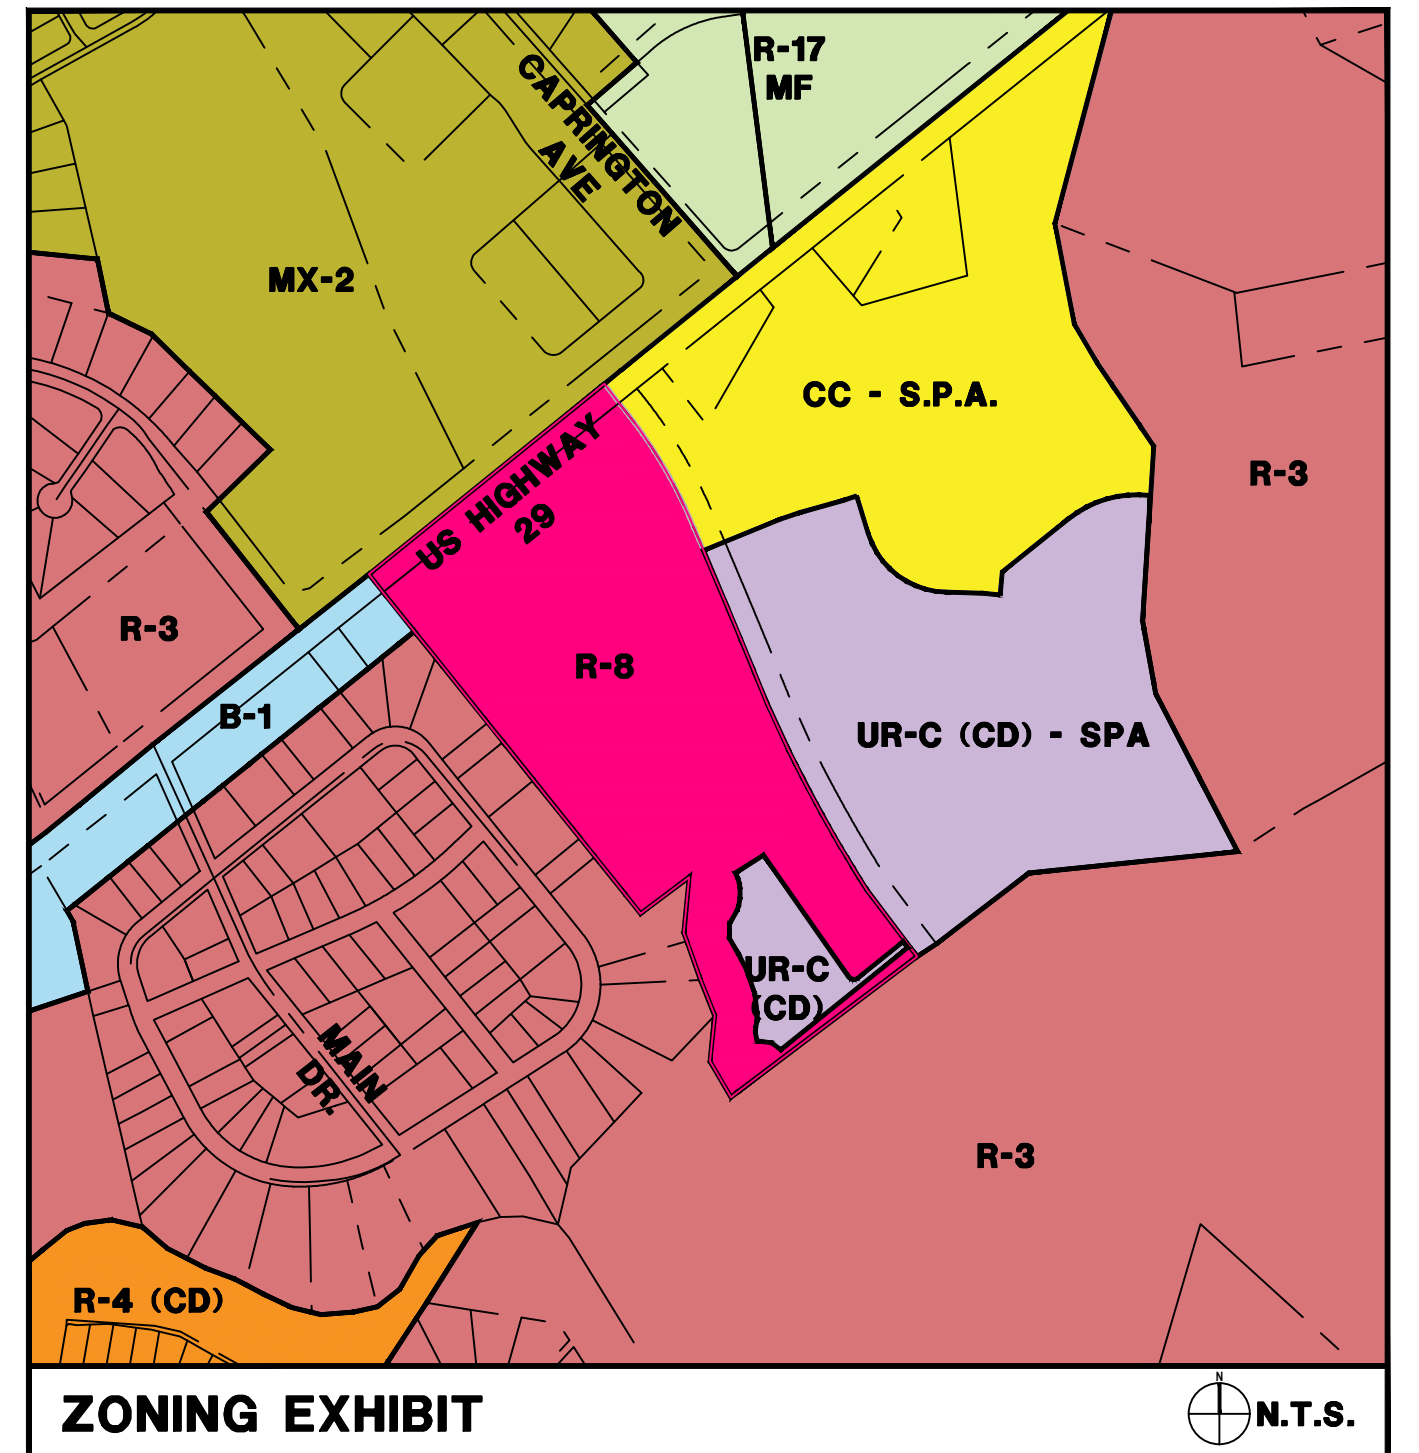 R-17
MF
CAPRINGTON
AVE
MX-2
CC - S.P.A.
US HIGHWAY
29
R-3
R-3
R-8
B-1
UR-C (CD) - SPA
UR-C
(CD)
MAIN
DR.
R-3
R-4 (CD)
ZONING EXHIBIT
N
N.T.S.